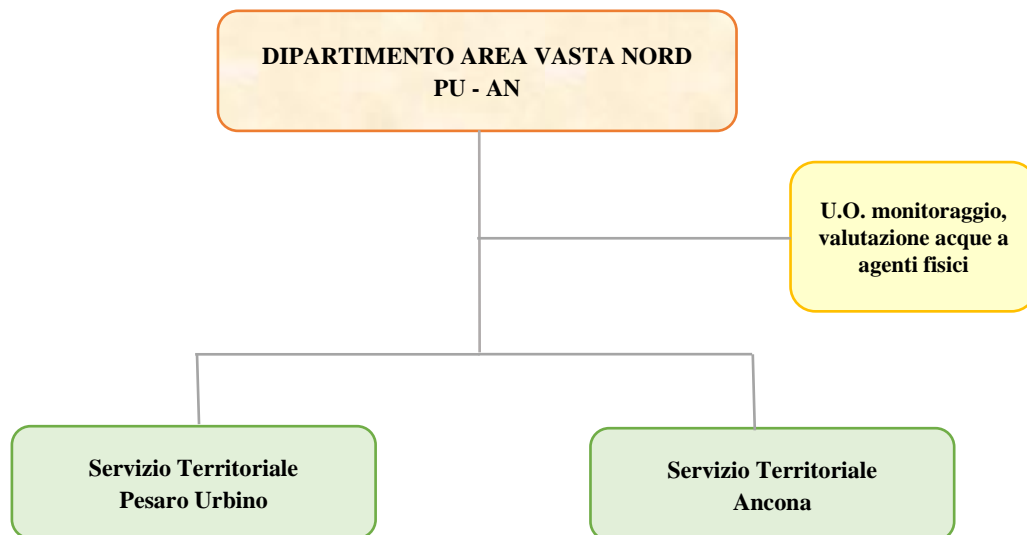 DIPARTIMENTO AREA VASTA NORD
PU - AN
U.O. monitoraggio,
valutazione acque a
agenti fisici
Servizio Territoriale
Pesaro Urbino
Servizio Territoriale
Ancona